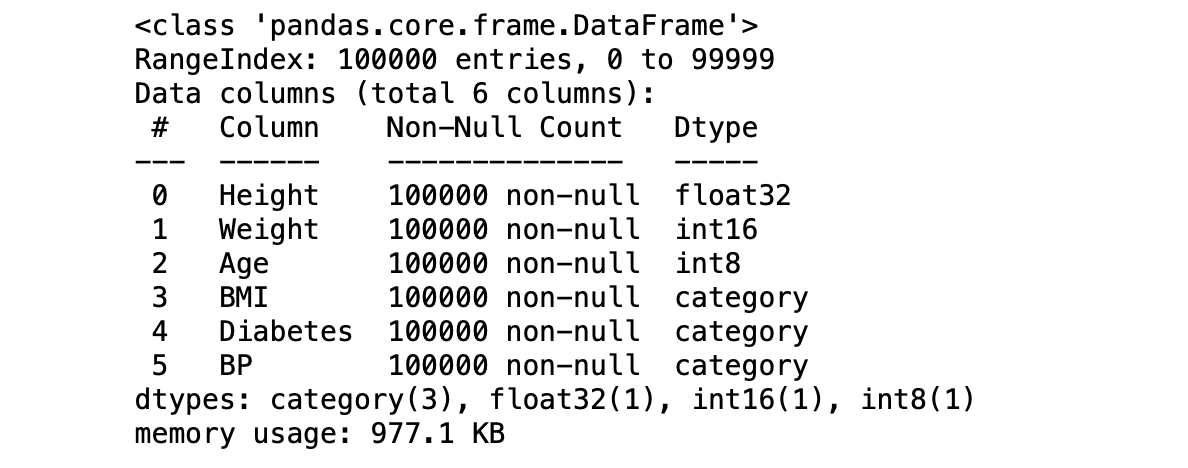 <class 'pandas.core.frame.DataFrame'>
RangeIndex: 100000 entries, 0 to 99999
Data columns (total 6 columns):
 #   Column    Non-Null Count   Dtype
---  ------    --------------   -----
 0   Height    100000 non-null  float32
 1   Weight    100000 non-null  int16
 2   Age       100000 non-null  int8
 3   BMI       100000 non-null  category
 4   Diabetes  100000 non-null  category
 5   BP        100000 non-null  category
dtypes: category(3), float32(1), int16(1), int8(1)
memory usage: 977.1 KB